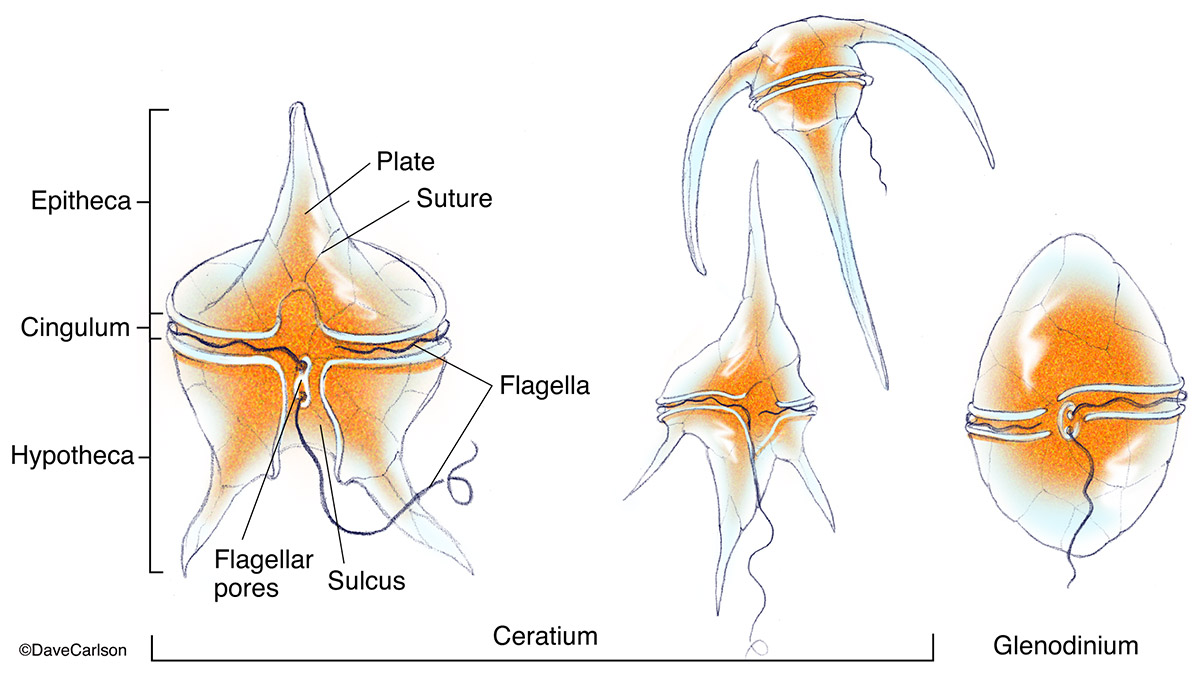 Plate
Suture
Epitheca
Cingulum
Flagella
Hypotheca
Flagellar
pores
Sulcus
Ceratium
Glenodinium
©DaveCarlson